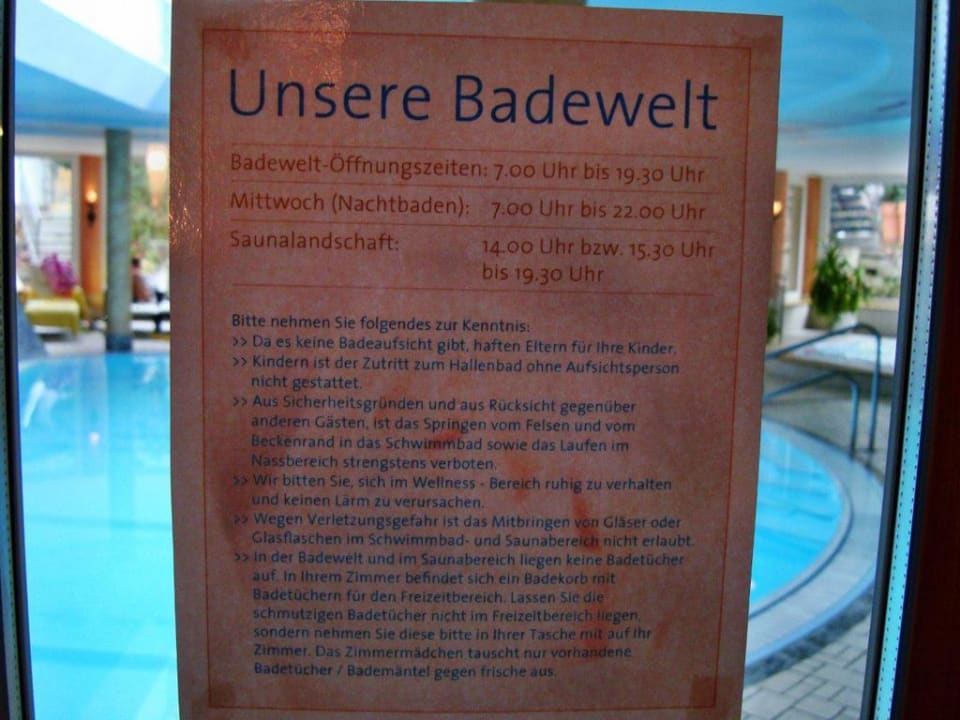 Unsere Badewelt
Badewelt-Öffnungszeiten: 7.00 Uhr bis 19.30 Uhr
Mittwoch (Nachtbaden): 7.00 Uhr bis 22.00 Uhr
Saunalandschaft: 14.00 Uhr bzw. 15.30 Uhr
bis 19.30 Uhr
Bitte nehmen Sie folgendes zur Kenntnis:
>> Da es keine Badeaufsicht gibt, haften Eltern für Ihre Kinder.
>> Kindern ist der Zutritt zum Hallenbad ohne Aufsichtsperson
nicht gestattet.
>> Aus Sicherheitsgründen und aus Rücksicht gegenüber
anderen Gästen, ist das Springen vom Felsen und vom
Beckenrand in das Schwimmbad sowie das Laufen im
Nassbereich strengstens verboten.
>> Wir bitten Sie, sich im Wellness - Bereich ruhig zu verhalten
und keinen Lärm zu verursachen.
>> Wegen Verletzungsgefahr ist das Mitbringen von Gläser oder
Glasflaschen im Schwimmbad- und Saunabereich nicht erlaubt.
>> In der Badewelt und im Saunabereich liegen keine Badetücher
auf. In Ihrem Zimmer befindet sich ein Badekorb mit
Badetüchern für den Freizeitbereich. Lassen Sie die
schmutzigen Badetücher nicht im Freizeitbereich liegen,
sondern nehmen Sie diese bitte in Ihrer Tasche mit auf Ihr
Zimmer. Das Zimmermädchen tauscht nur vorhandene
Badetücher / Bademäntel gegen frische aus.